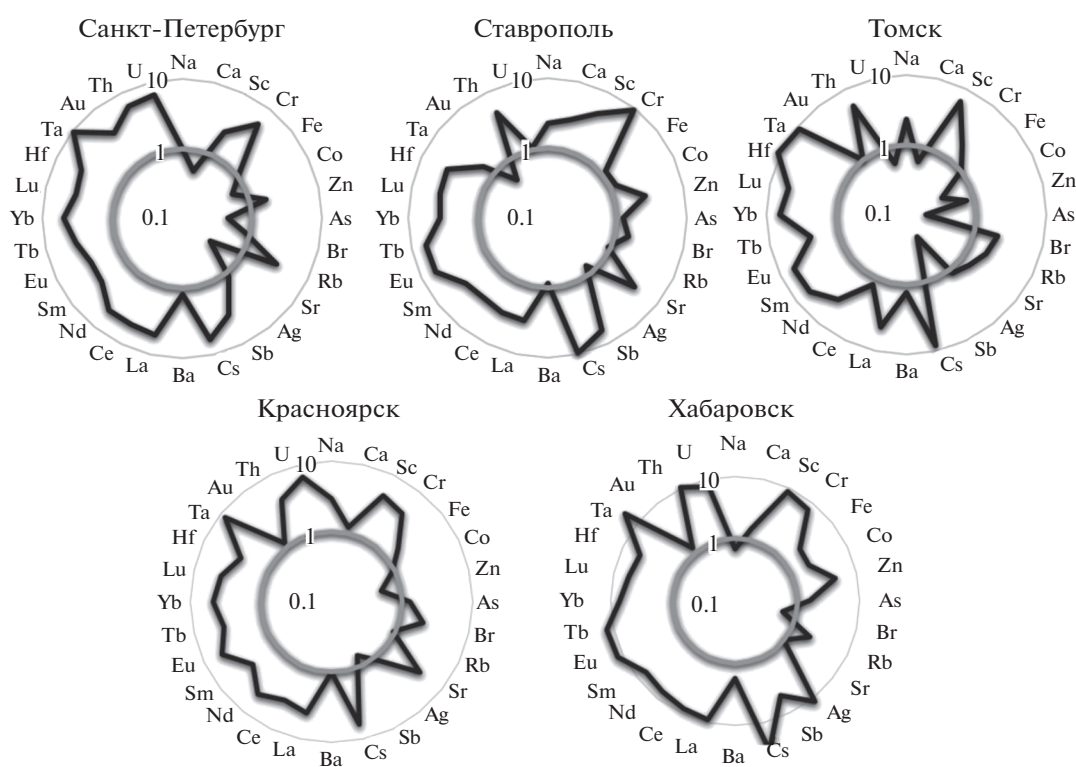 Санкт-Петербург
Na
Ca
Sc
Cr
Fe
Co
Zn
As
Br
Rb
Sr
Ag
Sb
Cs
Ba
La
Ce
Nd
Sm
Eu
Tb
Yb
Lu
Hf
Ta
Au
Th
U
10
1
0.1
Ставрополь
Na
Ca
Sc
Cr
Fe
Co
Zn
As
Br
Rb
Sr
Ag
Sb
Cs
Ba
La
Ce
Nd
Sm
Eu
Tb
Yb
Lu
Hf
Ta
Au
Th
U
10
1
0.1
Томск
Na
Ca
Sc
Cr
Fe
Co
Zn
As
Br
Rb
Sr
Ag
Sb
Cs
Ba
La
Ce
Nd
Sm
Eu
Tb
Yb
Lu
Hf
Ta
Au
Th
U
10
1
0.1
Красноярск
Na
Ca
Sc
Cr
Fe
Co
Zn
As
Br
Rb
Sr
Ag
Sb
Cs
Ba
La
Ce
Nd
Sm
Eu
Tb
Yb
Lu
Hf
Ta
Au
Th
U
10
1
0.1
Хабаровск
Na
Ca
Sc
Cr
Fe
Co
Zn
As
Br
Rb
Sr
Ag
Sb
Cs
Ba
La
Ce
Nd
Sm
Eu
Tb
Yb
Lu
Hf
Ta
Au
Th
U
10
1
0.1